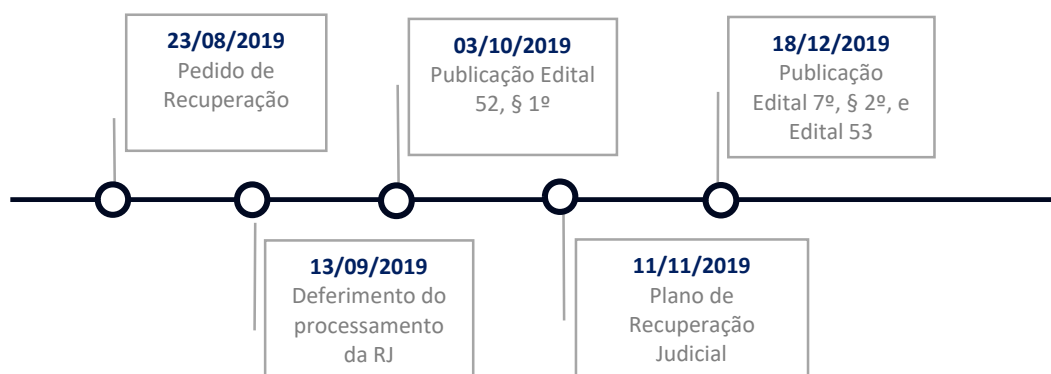 23/08/2019
Pedido de
Recuperação
03/10/2019
Publicação Edital
52, § 1º
18/12/2019
Publicação
Edital 7º, § 2º, e
Edital 53
13/09/2019
Deferimento do
processamento
da RJ
11/11/2019
Plano de
Recuperação
Judicial